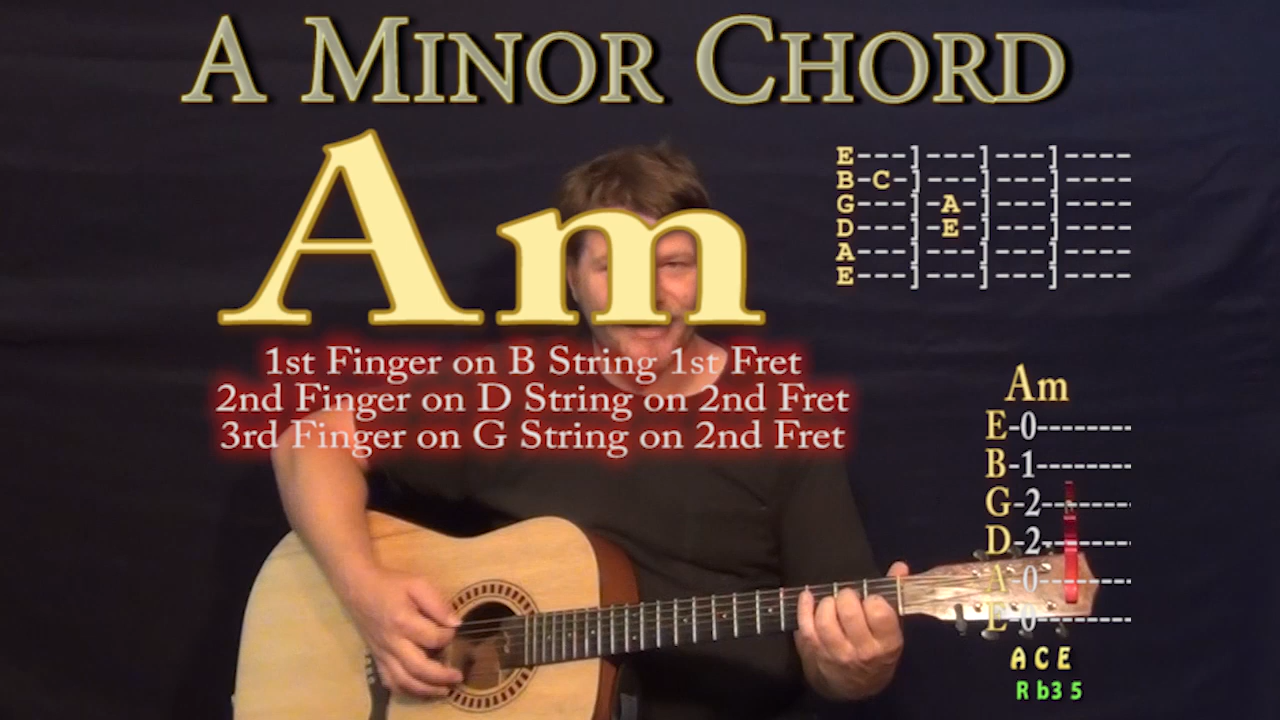 A MINOR CHORD
Am
1st Finger on B String 1st Fret
2nd Finger on D String on 2nd Fret
3rd Finger on G String on 2nd Fret
E---]---]---]----
B-C-]---]---]----
G---]-A-]---]----
D---]-E-]---]----
A---]---]---]----
E---]---]---]----
Am
E-0--------
B-1--------
G-2--------
D-2--------
A-0--------
E-0--------
A C E
R b3 5